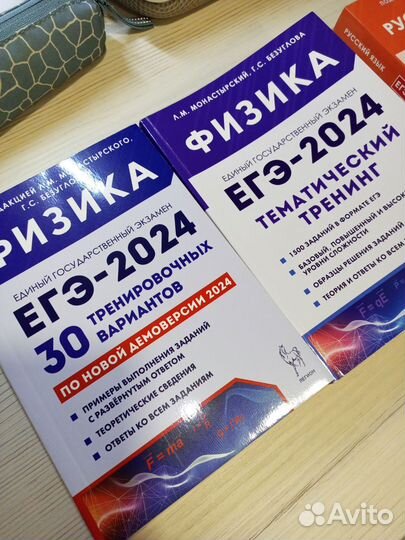 РЕДАКЦИЕЙ Л.М. МОНАСТЫРСКОГО,
Г.С. БЕЗУГЛОВА
ФИЗИКА
ЕДИНЫЙ ГОСУДАРСТВЕННЫЙ ЭКЗАМЕН
ЕГЭ-2024
30 ТРЕНИРОВОЧНЫХ
ВАРИАНТОВ
ПО НОВОЙ ДЕМОВЕРСИИ 2024
• ПРИМЕРЫ ВЫПОЛНЕНИЯ ЗАДАНИЙ
С РАЗВЁРНУТЫМ ОТВЕТОМ
• ТЕОРЕТИЧЕСКИЕ СВЕДЕНИЯ
• ОТВЕТЫ КО ВСЕМ ЗАДАНИЯМ
ЛЕГИОН
F = ma
Л.М. МОНАСТЫРСКИЙ, Г.С. БЕЗУГЛОВА
ФИЗИКА
ЕДИНЫЙ ГОСУДАРСТВЕННЫЙ ЭКЗАМЕН
ЕГЭ-2024
ТЕМАТИЧЕСКИЙ
ТРЕНИНГ
• 1500 ЗАДАНИЙ В ФОРМАТЕ ЕГЭ
• БАЗОВЫЙ, ПОВЫШЕННЫЙ И ВЫСОК
УРОВНИ СЛОЖНОСТИ
• ОБРАЗЦЫ РЕШЕНИЯ ЗАДАНИЙ
• ТЕОРИЯ И ОТВЕТЫ КО ВСЕМ
F = qE
РУССКИЙ ЯЗЫК
РУ
Avito